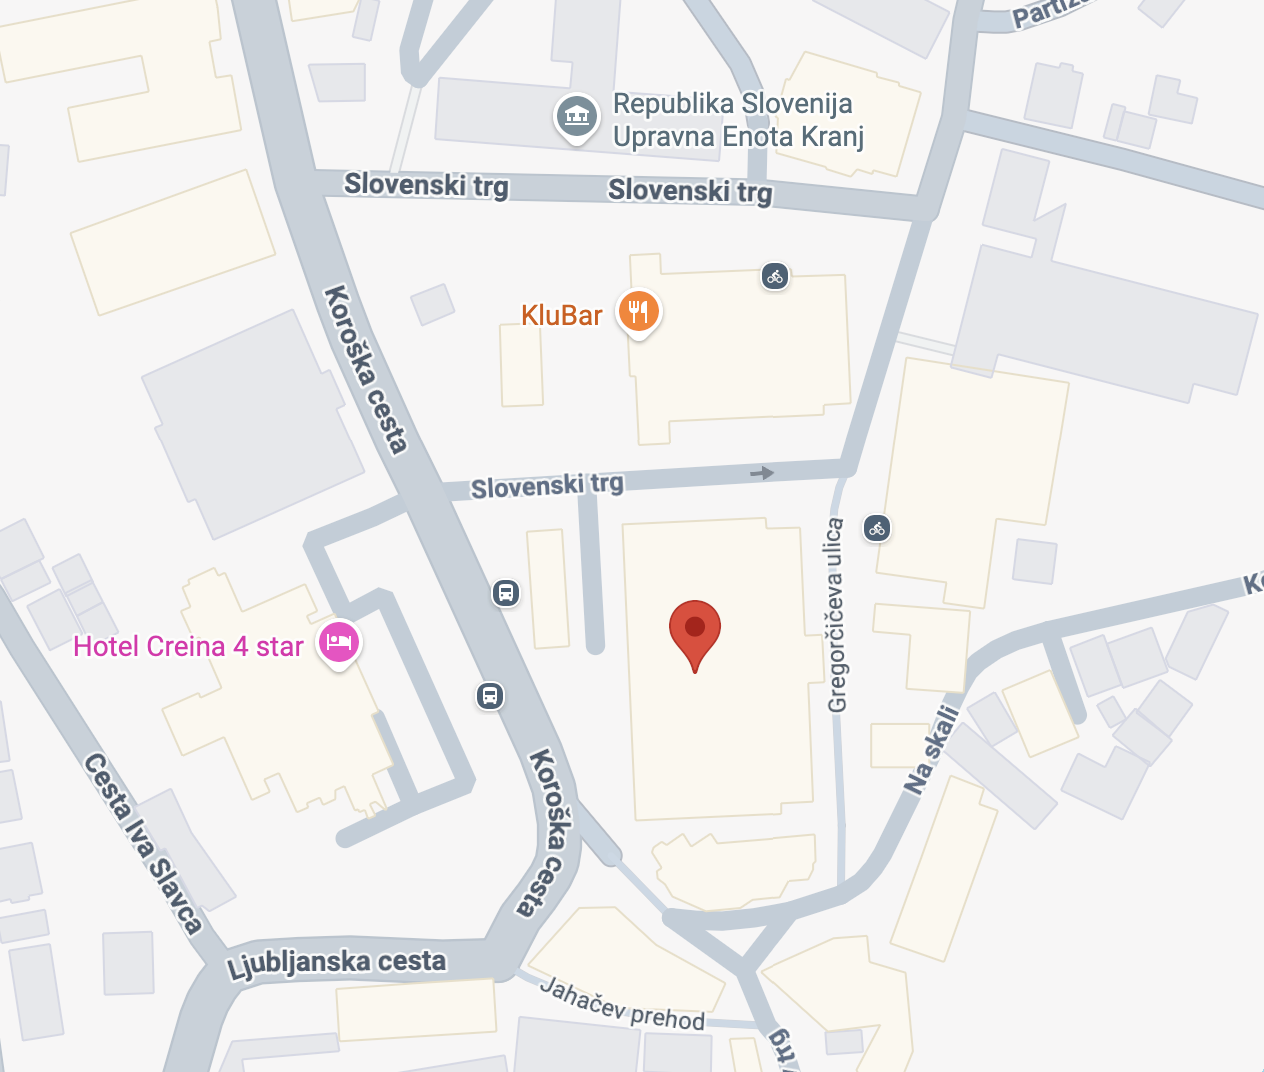 Republika Slovenija
Upravna Enota Kranj
Slovenski trg
Slovenski trg
KluBar
Koroška cesta
Slovenski trg
Gregorčičeva ulica
Hotel Creina 4 star
Na skali
Cesta Iva Slavca
Koroška cesta
Ljubljanska cesta
Jahačev prehod
trg